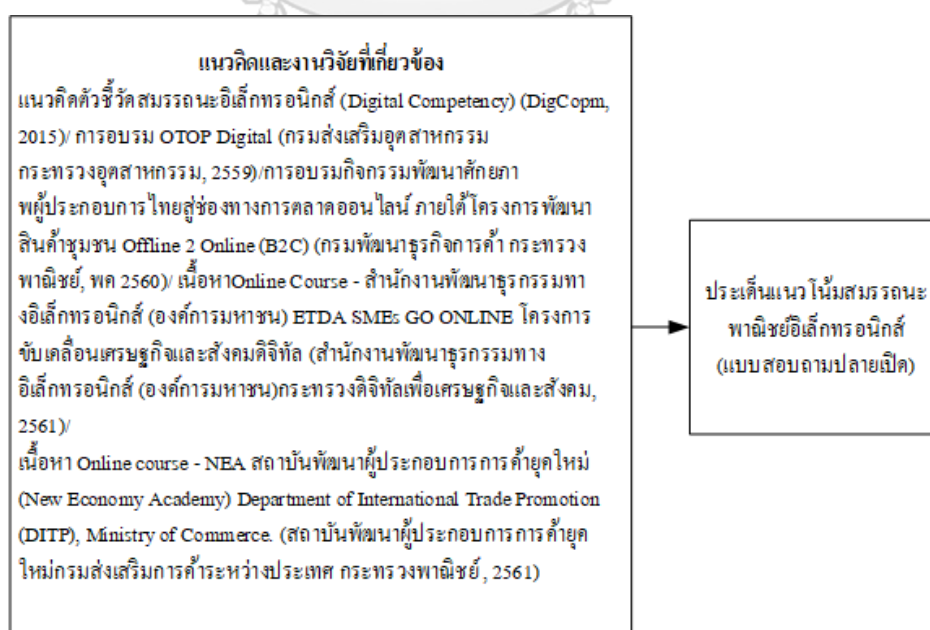 แนวคิดและงานวิจัยที่เกี่ยวข้อง
แนวคิดตัวชี้วัดสมรรถนะอิเล็กทรอนิกส์ (Digital Competency) (DigCopm,
2015)/ การอบรม OTOP Digital (กรมส่งเสริมอุตสาหกรรม
กระทรวงอุตสาหกรรม, 2559)/การอบรมกิจกรรมพัฒนาศักยภา
พผู้ประกอบการไทยสู่ช่องทางการตลาดออนไลน์ ภายใต้โครงการพัฒนา
สินค้าชุมชน Offline 2 Online (B2C) (กรมพัฒนาธุรกิจการค้า กระทรวง
พาณิชย์, พค 2560)/ เนื้อหาOnline Course - สำนักงานพัฒนาธุรกรรมทา
งอิเล็กทรอนิกส์ (องค์การมหาชน) ETDA SMEs GO ONLINE โครงการ
ขับเคลื่อนเศรษฐกิจและสังคมดิจิทัล (สำนักงานพัฒนาธุรกรรมทาง
อิเล็กทรอนิกส์ (องค์การมหาชน)กระทรวงดิจิทัลเพื่อเศรษฐกิจและสังคม,
2561)/
เนื้อหา Online course - NEA สถาบันพัฒนาผู้ประกอบการการค้ายุคใหม่
(New Economy Academy) Department of International Trade Promotion
(DITP), Ministry of Commerce. (สถาบันพัฒนาผู้ประกอบการการค้ายุค
ใหม่กรมส่งเสริมการค้าระหว่างประเทศ กระทรวงพาณิชย์ , 2561)
ประเด็นแนวโน้มสมรรถนะ
พาณิชย์อิเล็กทรอนิกส์
(แบบสอบถามปลายเปิด)